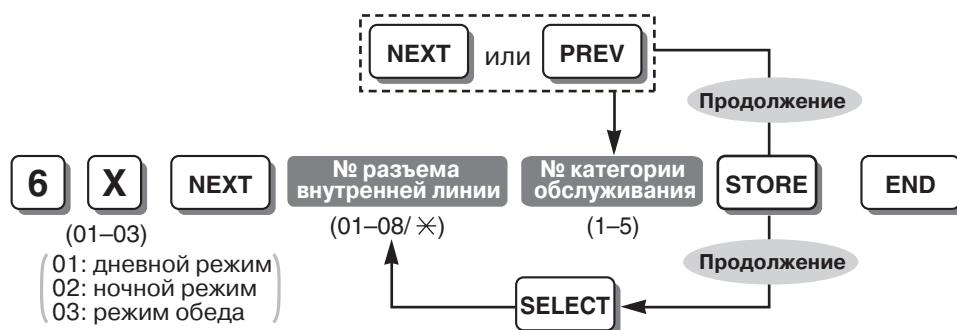 NEXT или PREV
Продолжение
6 X NEXT № разъема внутренней линии № категории обслуживания STORE END
(01–03) (01–08/ ✳) (1–5)
01: дневной режим
02: ночной режим
03: режим обеда
Продолжение
SELECT